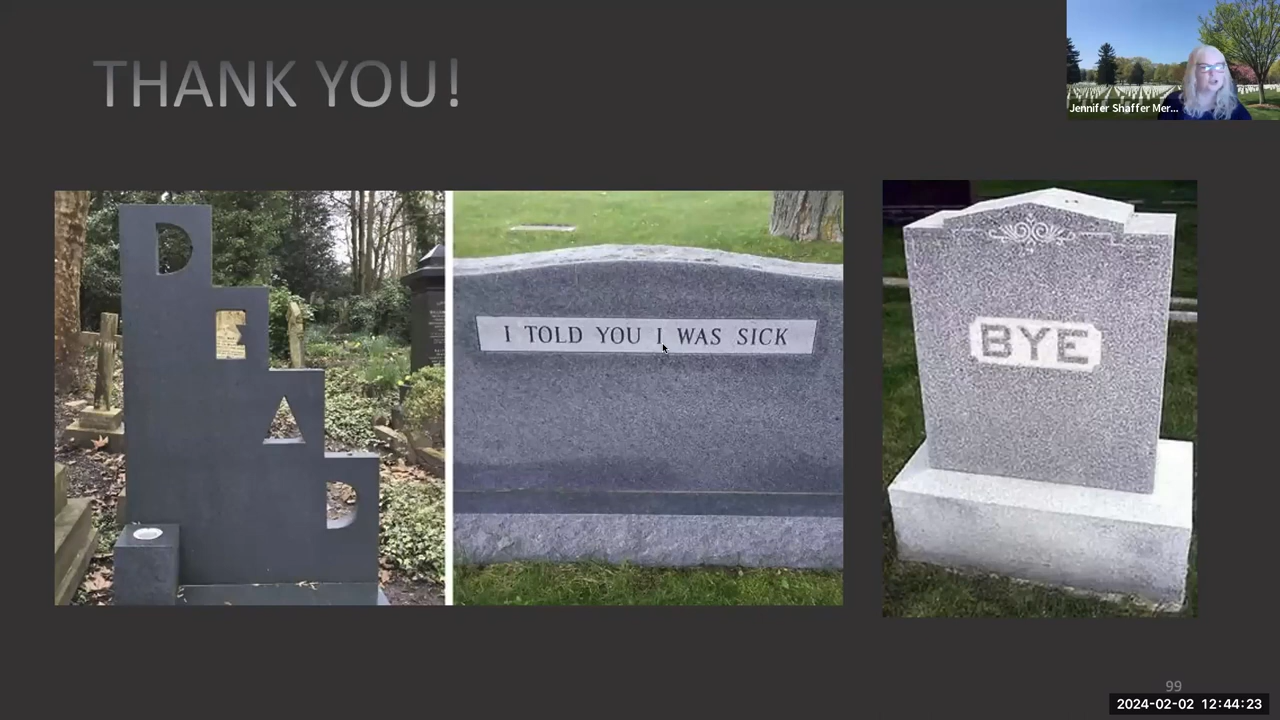 THANK YOU!
Jennifer Shaffer Mer...
D
E
A
D
I TOLD YOU I WAS SICK
BYE
99
2024-02-02 12:44:23